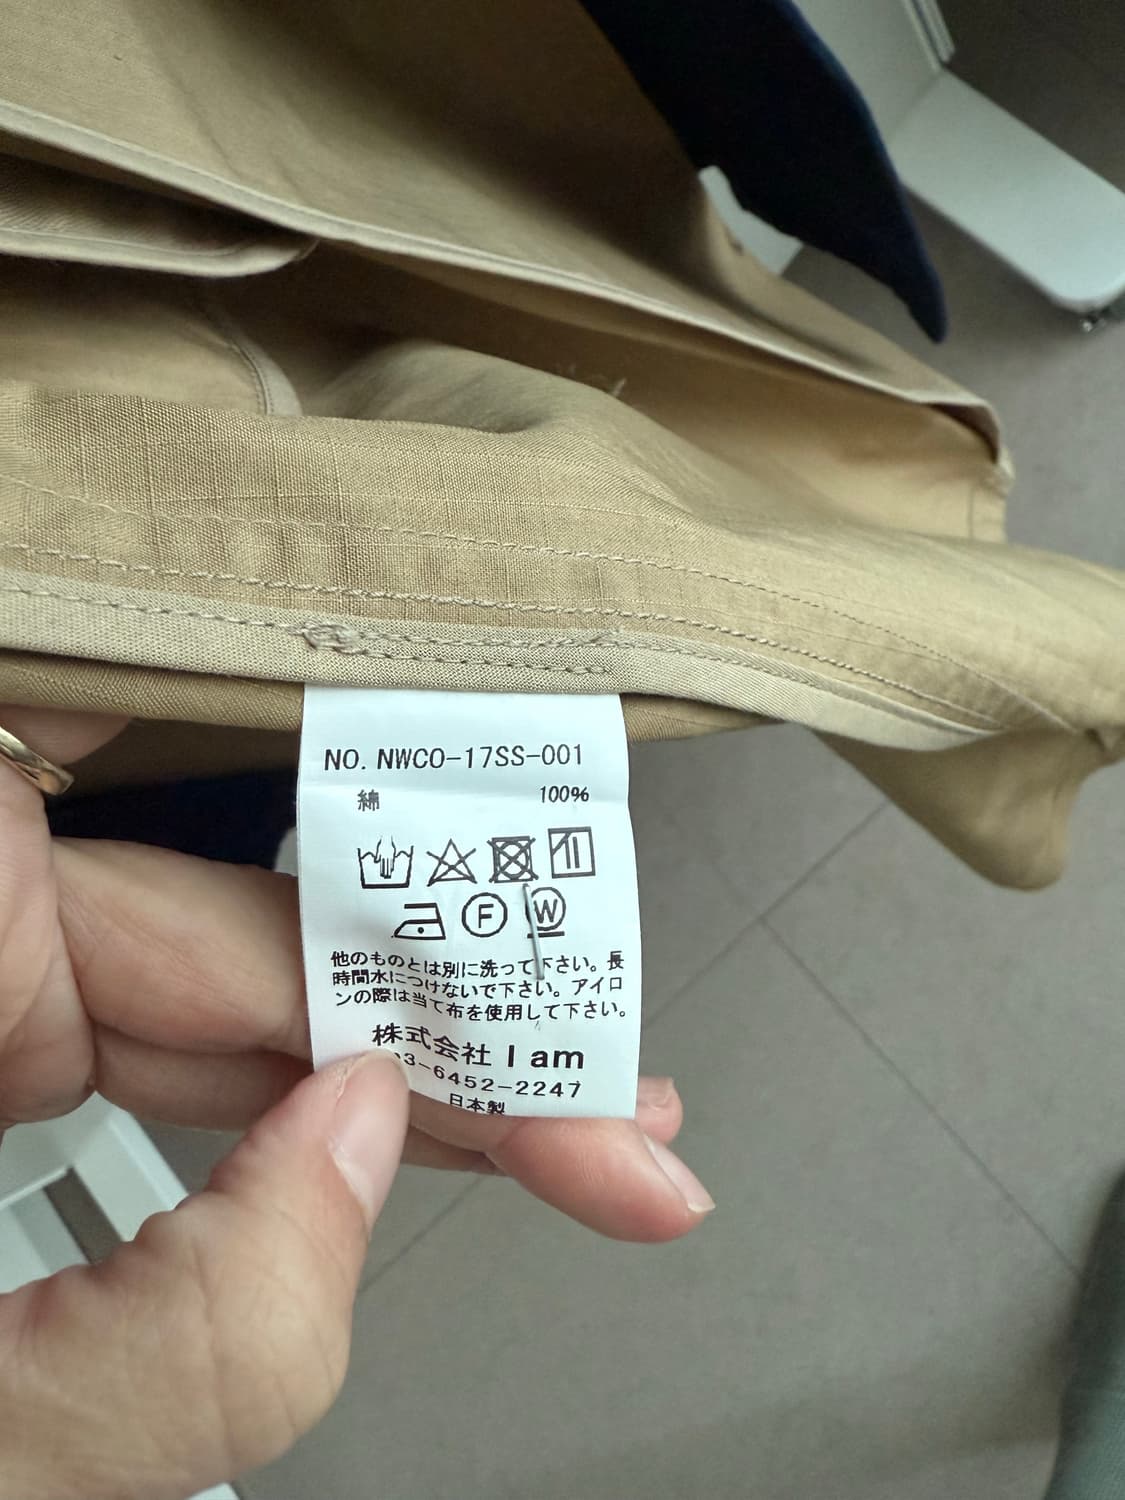 NO. NWCO-17SS-001
綿 100%
F W
他のものとは別に洗って下さい。長
時間水につけないで下さい。アイロ
ンの際は当て布を使用して下さい。
株式会社 I am
03-6452-2247
日本製